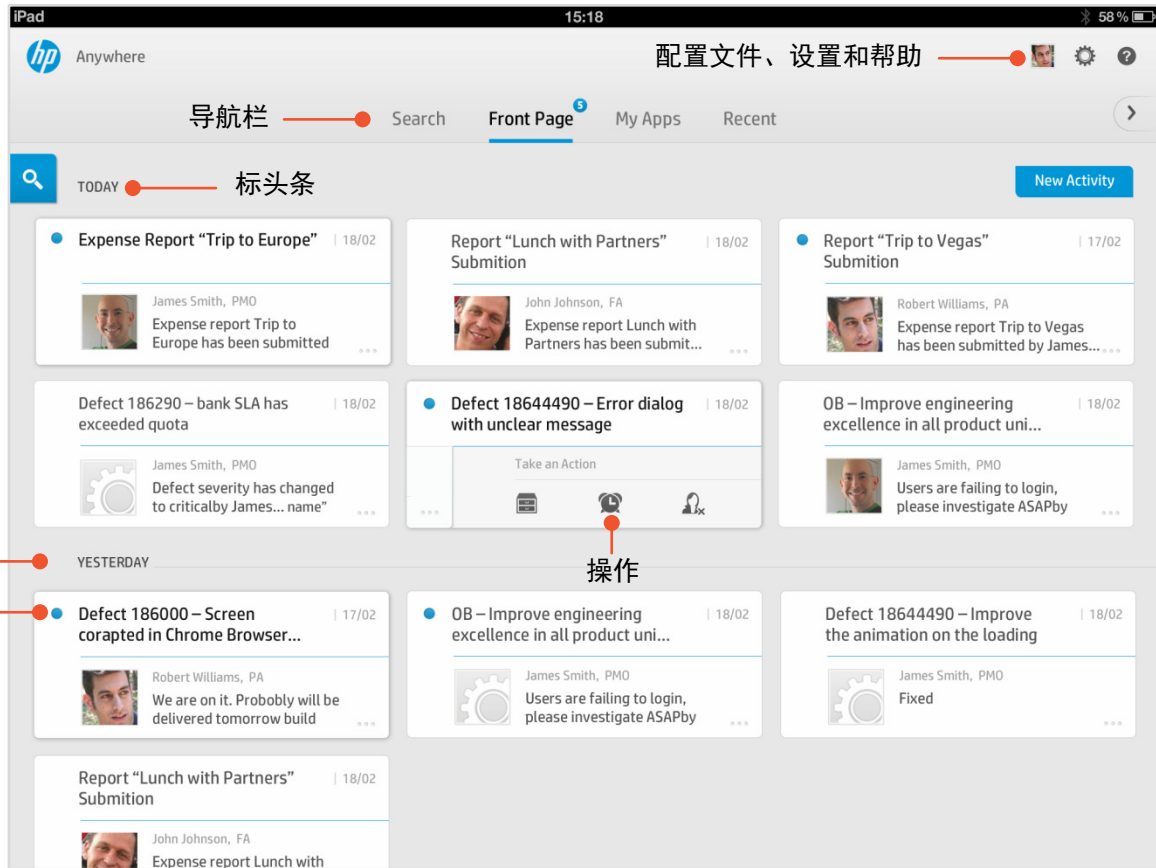 iPad 15:18 58%
hp Anywhere 配置文件、设置和帮助 ?
导航栏 Search Front Page 5 My Apps Recent
TODAY 标头条 New Activity
Expense Report “Trip to Europe” | 18/02
James Smith, PMO
Expense report Trip to
Europe has been submitted
...
Report “Lunch with Partners” | 18/02
Submition
John Johnson, FA
Expense report Lunch with
Partners has been submit...
...
Report “Trip to Vegas” | 17/02
Submition
Robert Williams, PA
Expense report Trip to Vegas
has been submitted by James...
...
Defect 186290 – bank SLA has | 18/02
exceeded quota
James Smith, PMO
Defect severity has changed
to criticalby James... name”
...
Defect 18644490 – Error dialog | 18/02
with unclear message
Take an Action
...
操作
OB – Improve engineering | 18/02
excellence in all product uni...
James Smith, PMO
Users are failing to login,
please investigate ASAPby
...
YESTERDAY
Defect 186000 – Screen | 17/02
corapted in Chrome Browser...
Robert Williams, PA
We are on it. Probobly will be
delivered tomorrow build
...
OB – Improve engineering | 18/02
excellence in all product uni...
James Smith, PMO
Users are failing to login,
please investigate ASAPby
...
Defect 18644490 – Improve | 18/02
the animation on the loading
James Smith, PMO
Fixed
...
Report “Lunch with Partners” | 18/02
Submition
John Johnson, FA
Expense report Lunch with